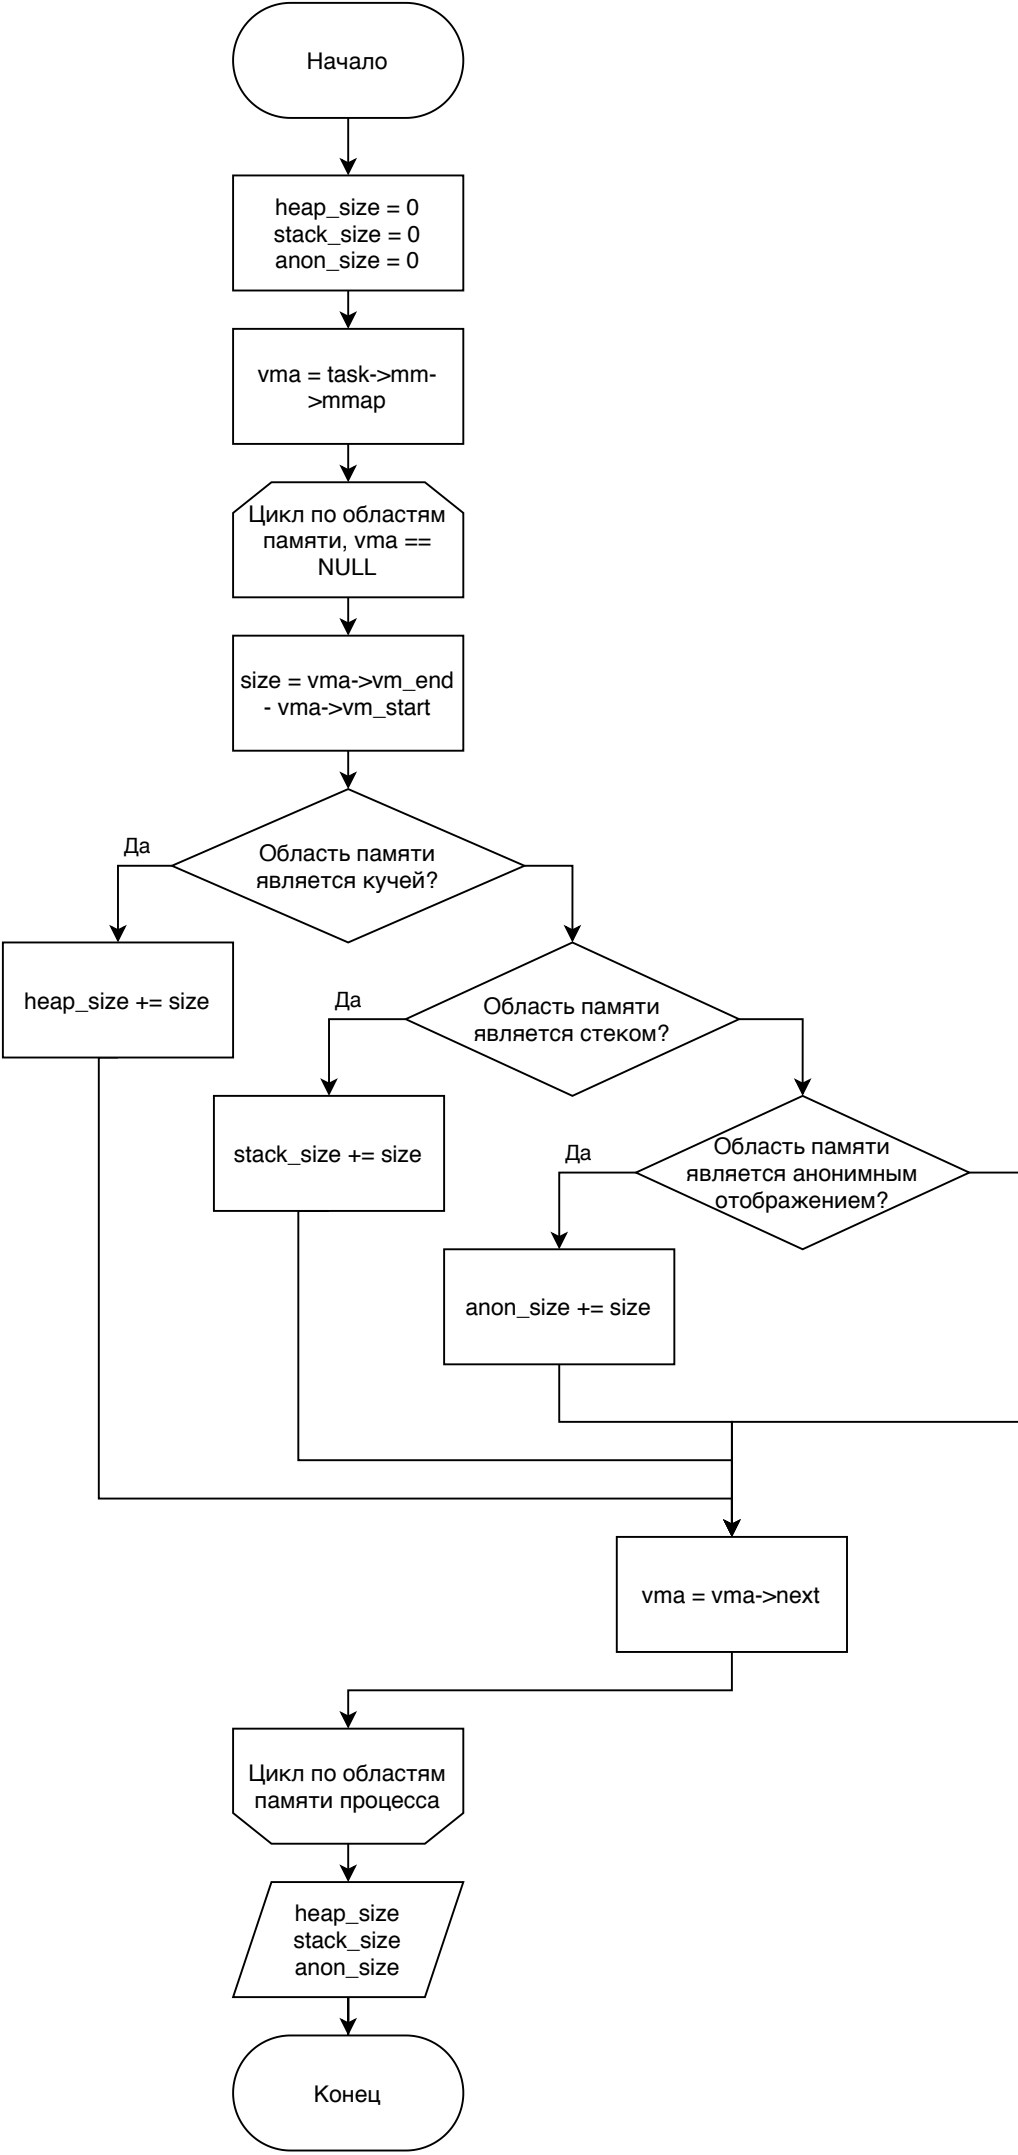 Начало
heap_size = 0
stack_size = 0
anon_size = 0
vma = task->mm-
>mmap
Цикл по областям
памяти, vma ==
NULL
size = vma->vm_end
- vma->vm_start
Область памяти
является кучей?
Да
heap_size += size
Область памяти
является стеком?
Да
stack_size += size
Область памяти
является анонимным
отображением?
Да
anon_size += size
vma = vma->next
Цикл по областям
памяти процесса
heap_size
stack_size
anon_size
Конец